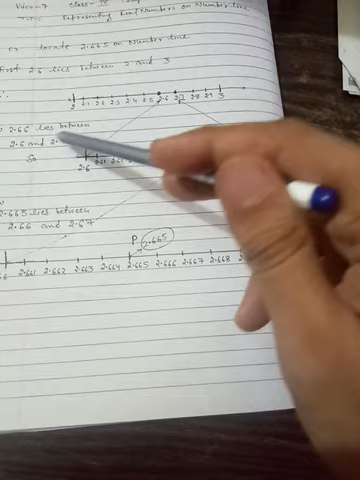 Class-IX
Representing Real Numbers on Number line
locate 2.665 on Number line
First 2.6 lies between 2 and 3
2 2.1 2.2 2.3 2.4 2.5 2.6 2.7 2.8 2.9 3
2.66 lies between
2.6 and
So
2.6 2.61
2.665 lies between
2.66 and 2.67
P 2.665
2.661 2.662 2.663 2.664 2.665 2.666 2.667 2.668